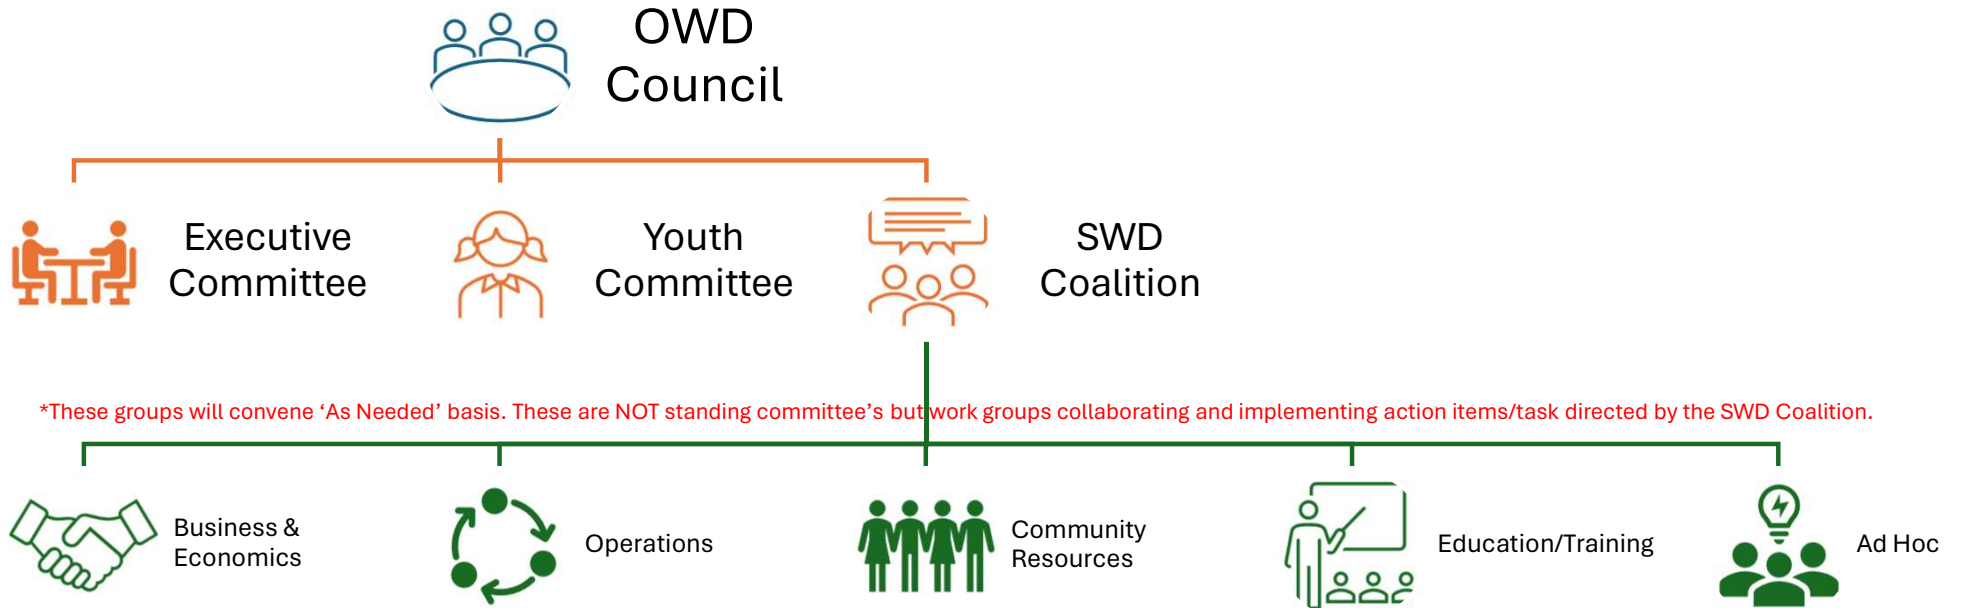 OWD
Council
Executive
Committee
Youth
Committee
SWD
Coalition
*These groups will convene ‘As Needed’ basis. These are NOT standing committee’s but work groups collaborating and implementing action items/task directed by the SWD Coalition.
Business &
Economics
Operations
Community
Resources
Education/Training
Ad Hoc